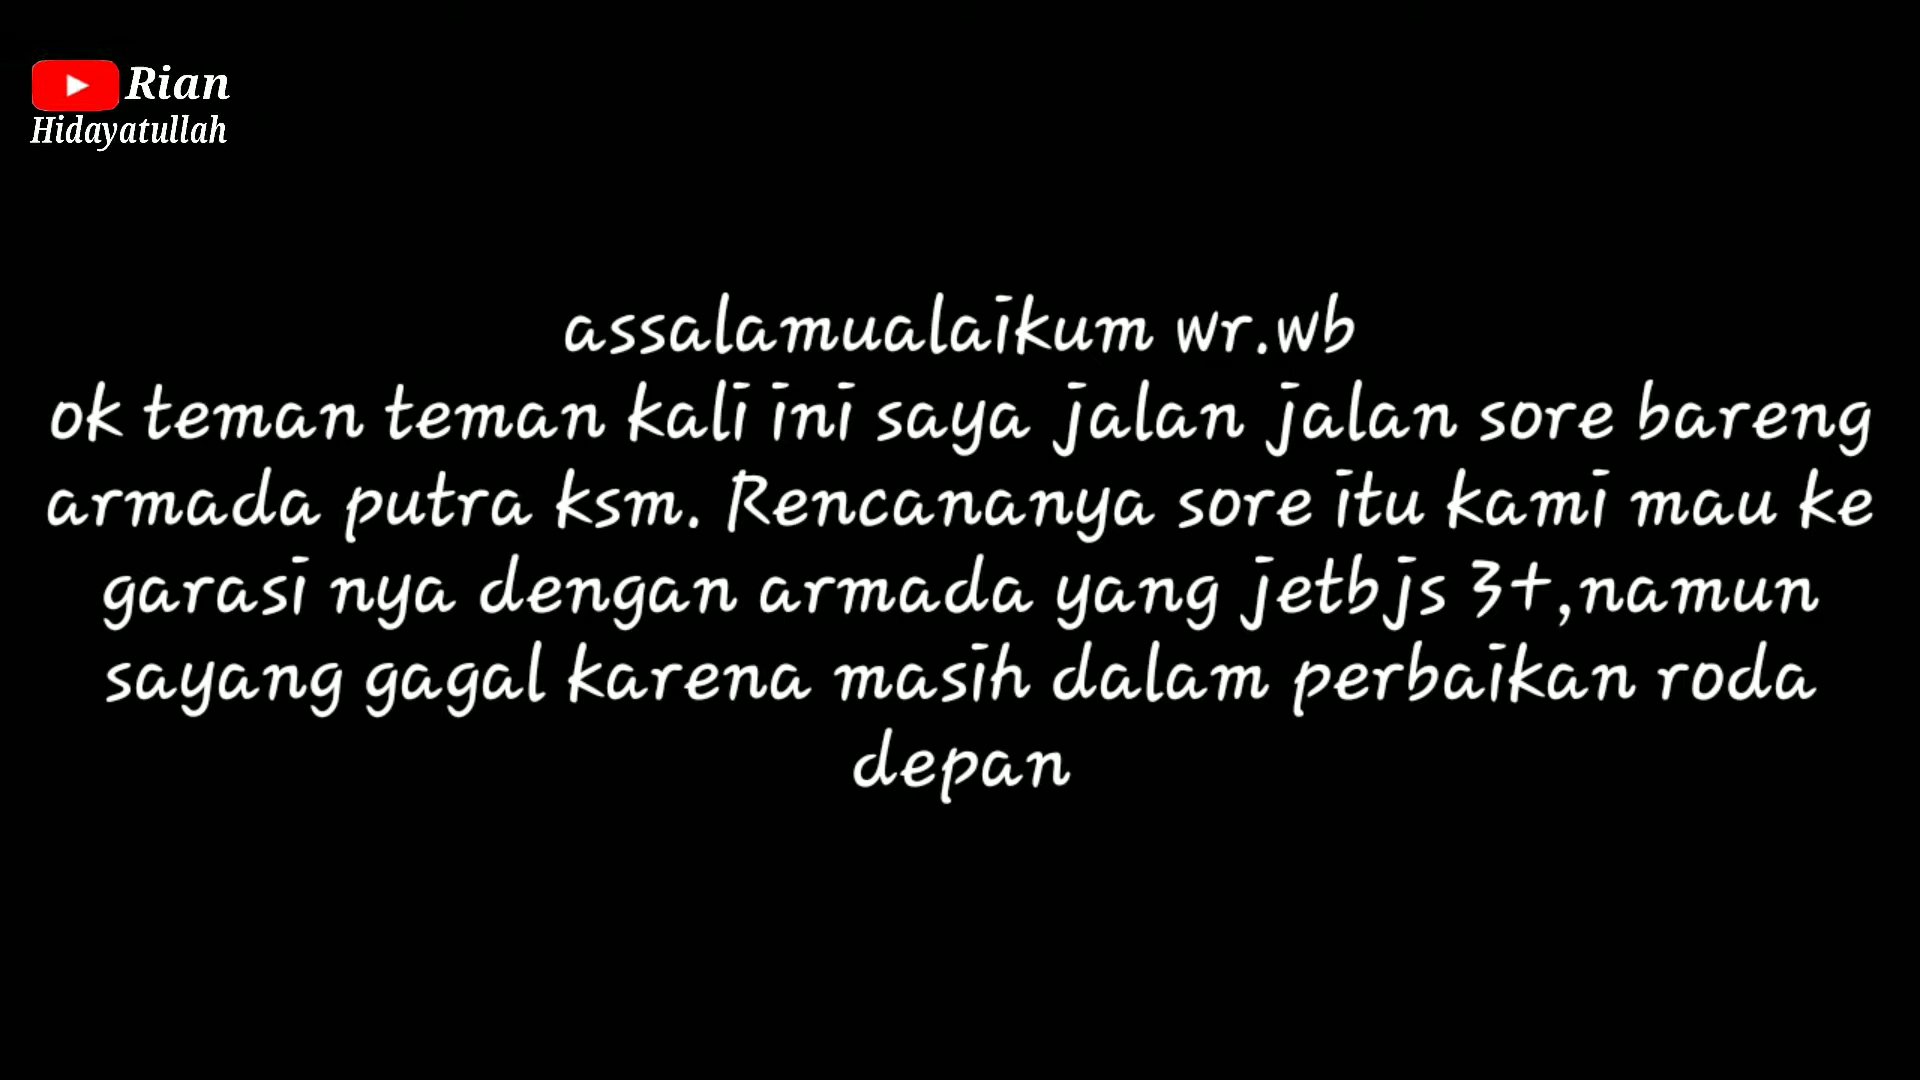 Rian
Hidayatullah
assalamualaikum wr.wb
ok teman teman kali ini saya jalan jalan sore bareng
armada putra ksm. Rencananya sore itu kami mau ke
garasi nya dengan armada yang jetbjs 3+,namun
sayang gagal karena masih dalam perbaikan roda
depan